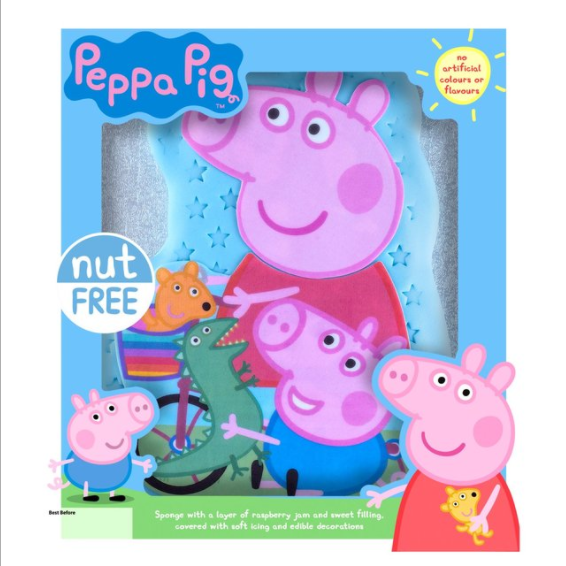 Peppa Pig
TM
no
artificial
colours or
flavours
nut
FREE
Best Before
Sponge with a layer of raspberry jam and sweet filling,
covered with soft icing and edible decorations